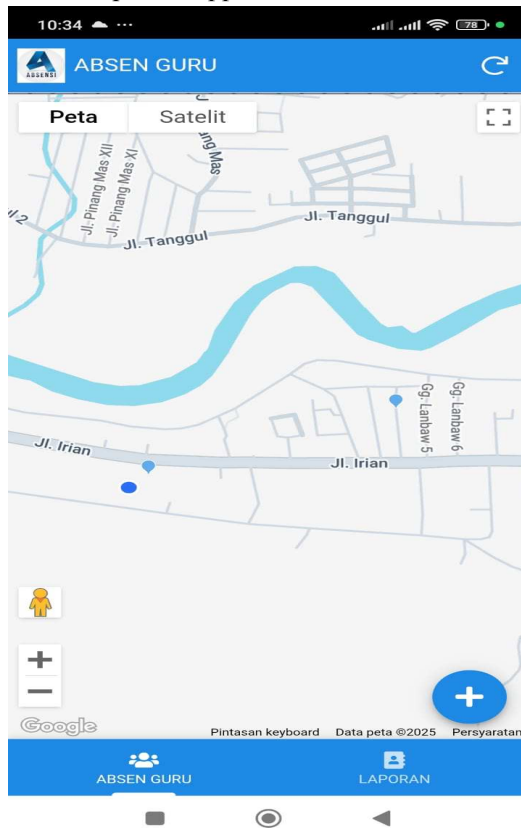 10:34
78
ABSENSI
ABSEN GURU
Peta
Satelit
Jl. Pinang Mas XII
Jl. Pinang Mas XI
ng Mas
Jl. Tanggul
Jl. Tanggul
Gg. Lanbaw 5
Gg. Lanbaw 6
Jl. Irian
Jl. Irian
Google
Pintasan keyboard
Data peta ©2025
Persyaratan
ABSEN GURU
LAPORAN